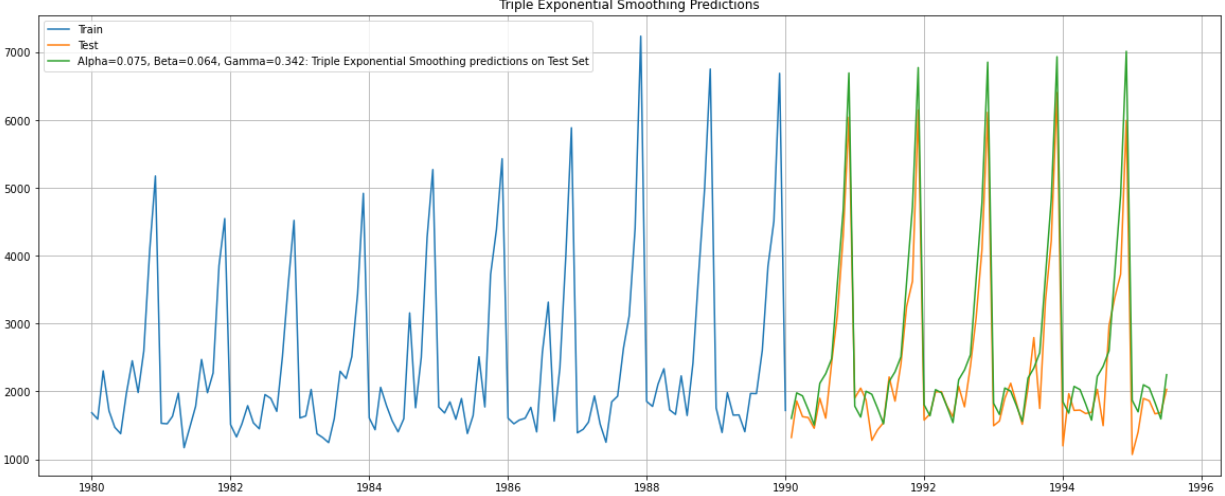 Triple Exponential Smoothing Predictions
Train
Test
Alpha=0.075, Beta=0.064, Gamma=0.342: Triple Exponential Smoothing predictions on Test Set
7000
6000
5000
4000
3000
2000
1000
1980 1982 1984 1986 1988 1990 1992 1994 1996